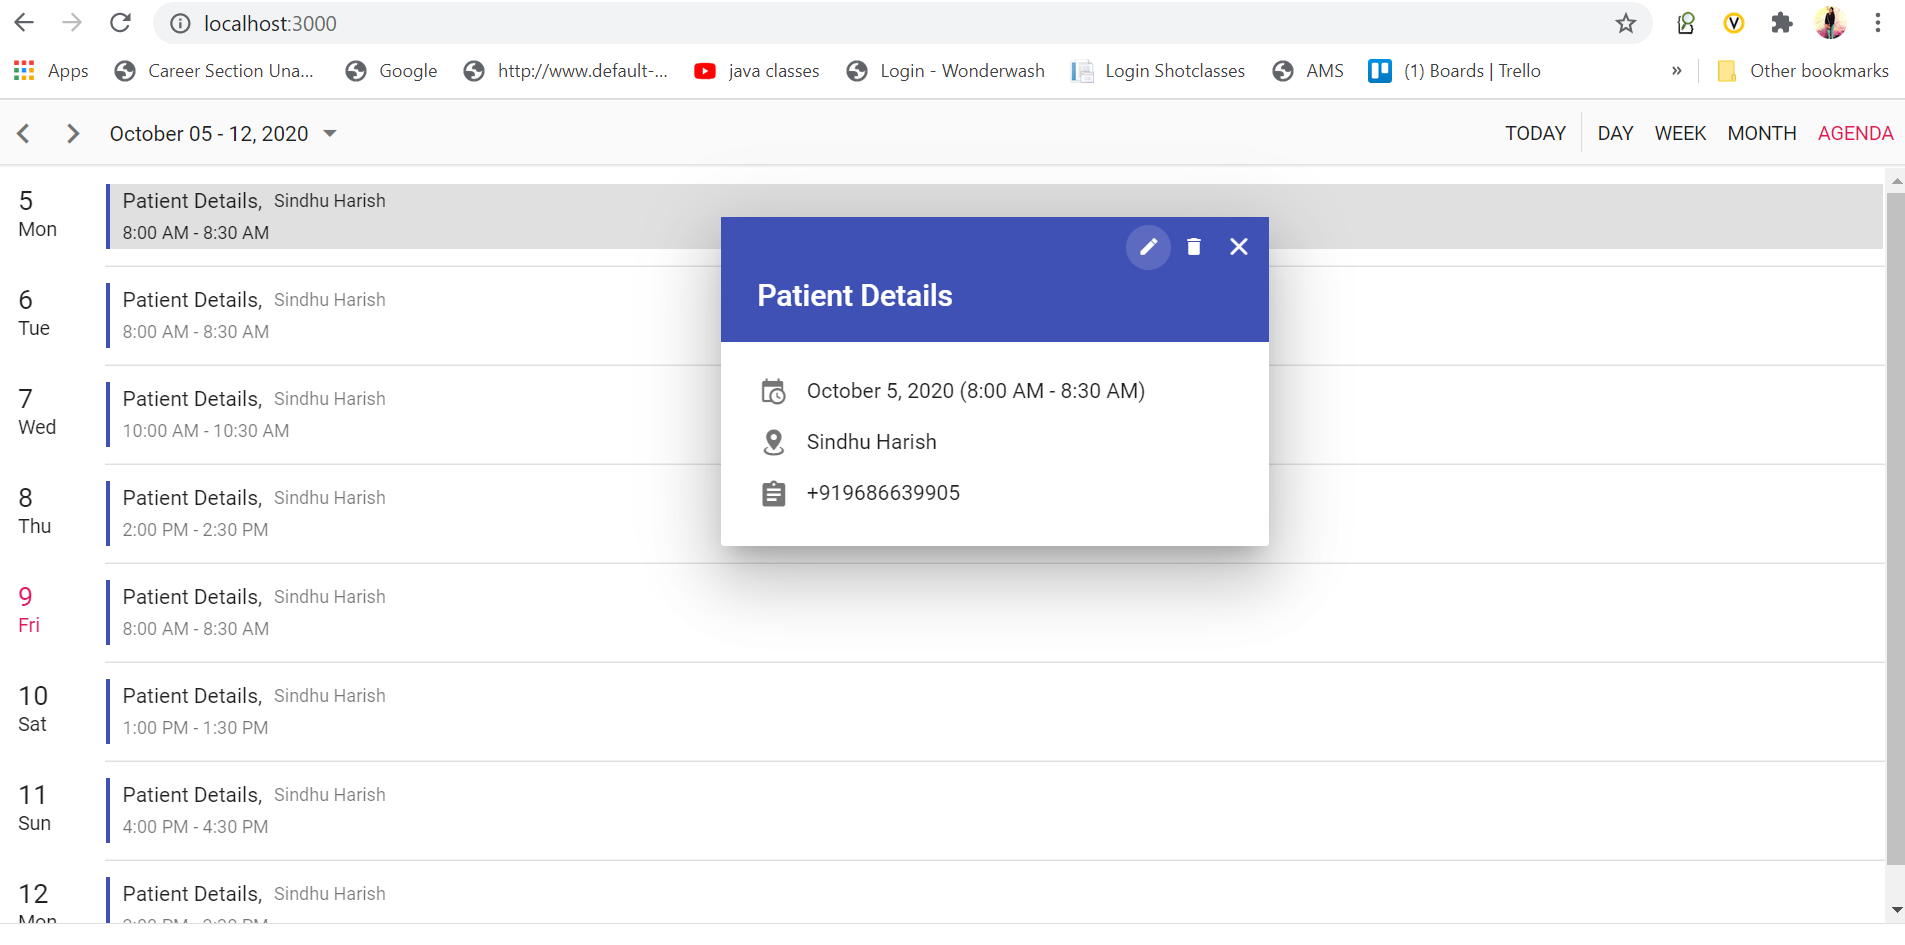 localhost:3000
Apps Career Section Una... Google http://www.default-... java classes Login - Wonderwash Login Shotclasses AMS (1) Boards | Trello » Other bookmarks
October 05 - 12, 2020 TODAY DAY WEEK MONTH AGENDA
5
Mon
Patient Details, Sindhu Harish
8:00 AM - 8:30 AM
6
Tue
Patient Details, Sindhu Harish
8:00 AM - 8:30 AM
7
Wed
Patient Details, Sindhu Harish
10:00 AM - 10:30 AM
8
Thu
Patient Details, Sindhu Harish
2:00 PM - 2:30 PM
9
Fri
Patient Details, Sindhu Harish
8:00 AM - 8:30 AM
10
Sat
Patient Details, Sindhu Harish
1:00 PM - 1:30 PM
11
Sun
Patient Details, Sindhu Harish
4:00 PM - 4:30 PM
12
Mon
Patient Details, Sindhu Harish
Patient Details
October 5, 2020 (8:00 AM - 8:30 AM)
Sindhu Harish
+919686639905